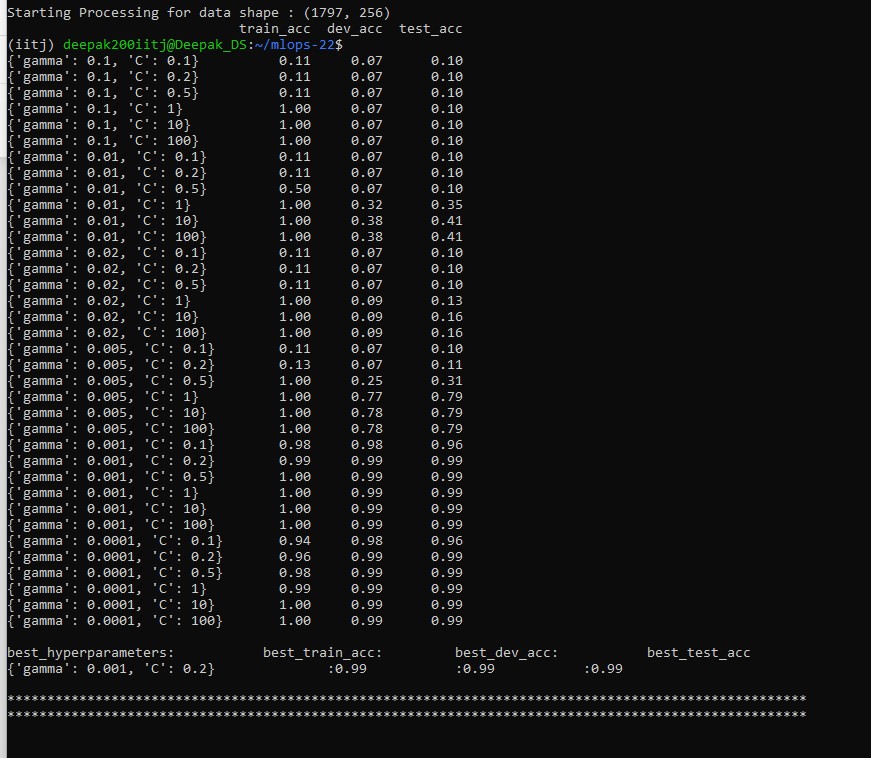 Starting Processing for data shape : (1797, 256)
train_acc dev_acc test_acc
(iitj) deepak200iitj@Deepak_DS:~/mlops-22$
{'gamma': 0.1, 'C': 0.1} 0.11 0.07 0.10
{'gamma': 0.1, 'C': 0.2} 0.11 0.07 0.10
{'gamma': 0.1, 'C': 0.5} 0.11 0.07 0.10
{'gamma': 0.1, 'C': 1} 1.00 0.07 0.10
{'gamma': 0.1, 'C': 10} 1.00 0.07 0.10
{'gamma': 0.1, 'C': 100} 1.00 0.07 0.10
{'gamma': 0.01, 'C': 0.1} 0.11 0.07 0.10
{'gamma': 0.01, 'C': 0.2} 0.11 0.07 0.10
{'gamma': 0.01, 'C': 0.5} 0.50 0.07 0.10
{'gamma': 0.01, 'C': 1} 1.00 0.32 0.35
{'gamma': 0.01, 'C': 10} 1.00 0.38 0.41
{'gamma': 0.01, 'C': 100} 1.00 0.38 0.41
{'gamma': 0.02, 'C': 0.1} 0.11 0.07 0.10
{'gamma': 0.02, 'C': 0.2} 0.11 0.07 0.10
{'gamma': 0.02, 'C': 0.5} 0.11 0.07 0.10
{'gamma': 0.02, 'C': 1} 1.00 0.09 0.13
{'gamma': 0.02, 'C': 10} 1.00 0.09 0.16
{'gamma': 0.02, 'C': 100} 1.00 0.09 0.16
{'gamma': 0.005, 'C': 0.1} 0.11 0.07 0.10
{'gamma': 0.005, 'C': 0.2} 0.13 0.07 0.11
{'gamma': 0.005, 'C': 0.5} 1.00 0.25 0.31
{'gamma': 0.005, 'C': 1} 1.00 0.77 0.79
{'gamma': 0.005, 'C': 10} 1.00 0.78 0.79
{'gamma': 0.005, 'C': 100} 1.00 0.78 0.79
{'gamma': 0.001, 'C': 0.1} 0.98 0.98 0.96
{'gamma': 0.001, 'C': 0.2} 0.99 0.99 0.99
{'gamma': 0.001, 'C': 0.5} 1.00 0.99 0.99
{'gamma': 0.001, 'C': 1} 1.00 0.99 0.99
{'gamma': 0.001, 'C': 10} 1.00 0.99 0.99
{'gamma': 0.001, 'C': 100} 1.00 0.99 0.99
{'gamma': 0.0001, 'C': 0.1} 0.94 0.98 0.96
{'gamma': 0.0001, 'C': 0.2} 0.96 0.99 0.99
{'gamma': 0.0001, 'C': 0.5} 0.98 0.99 0.99
{'gamma': 0.0001, 'C': 1} 0.99 0.99 0.99
{'gamma': 0.0001, 'C': 10} 1.00 0.99 0.99
{'gamma': 0.0001, 'C': 100} 1.00 0.99 0.99
best_hyperparameters: best_train_acc: best_dev_acc: best_test_acc
{'gamma': 0.001, 'C': 0.2} :0.99 :0.99 :0.99
****************************************************************************************************
****************************************************************************************************